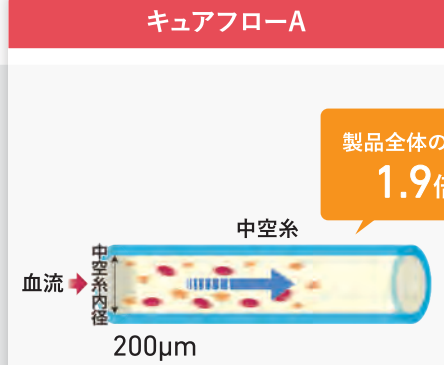 キュアフローA
製品全体の
1.9倍
中空糸
血流
中空糸内径
200μm